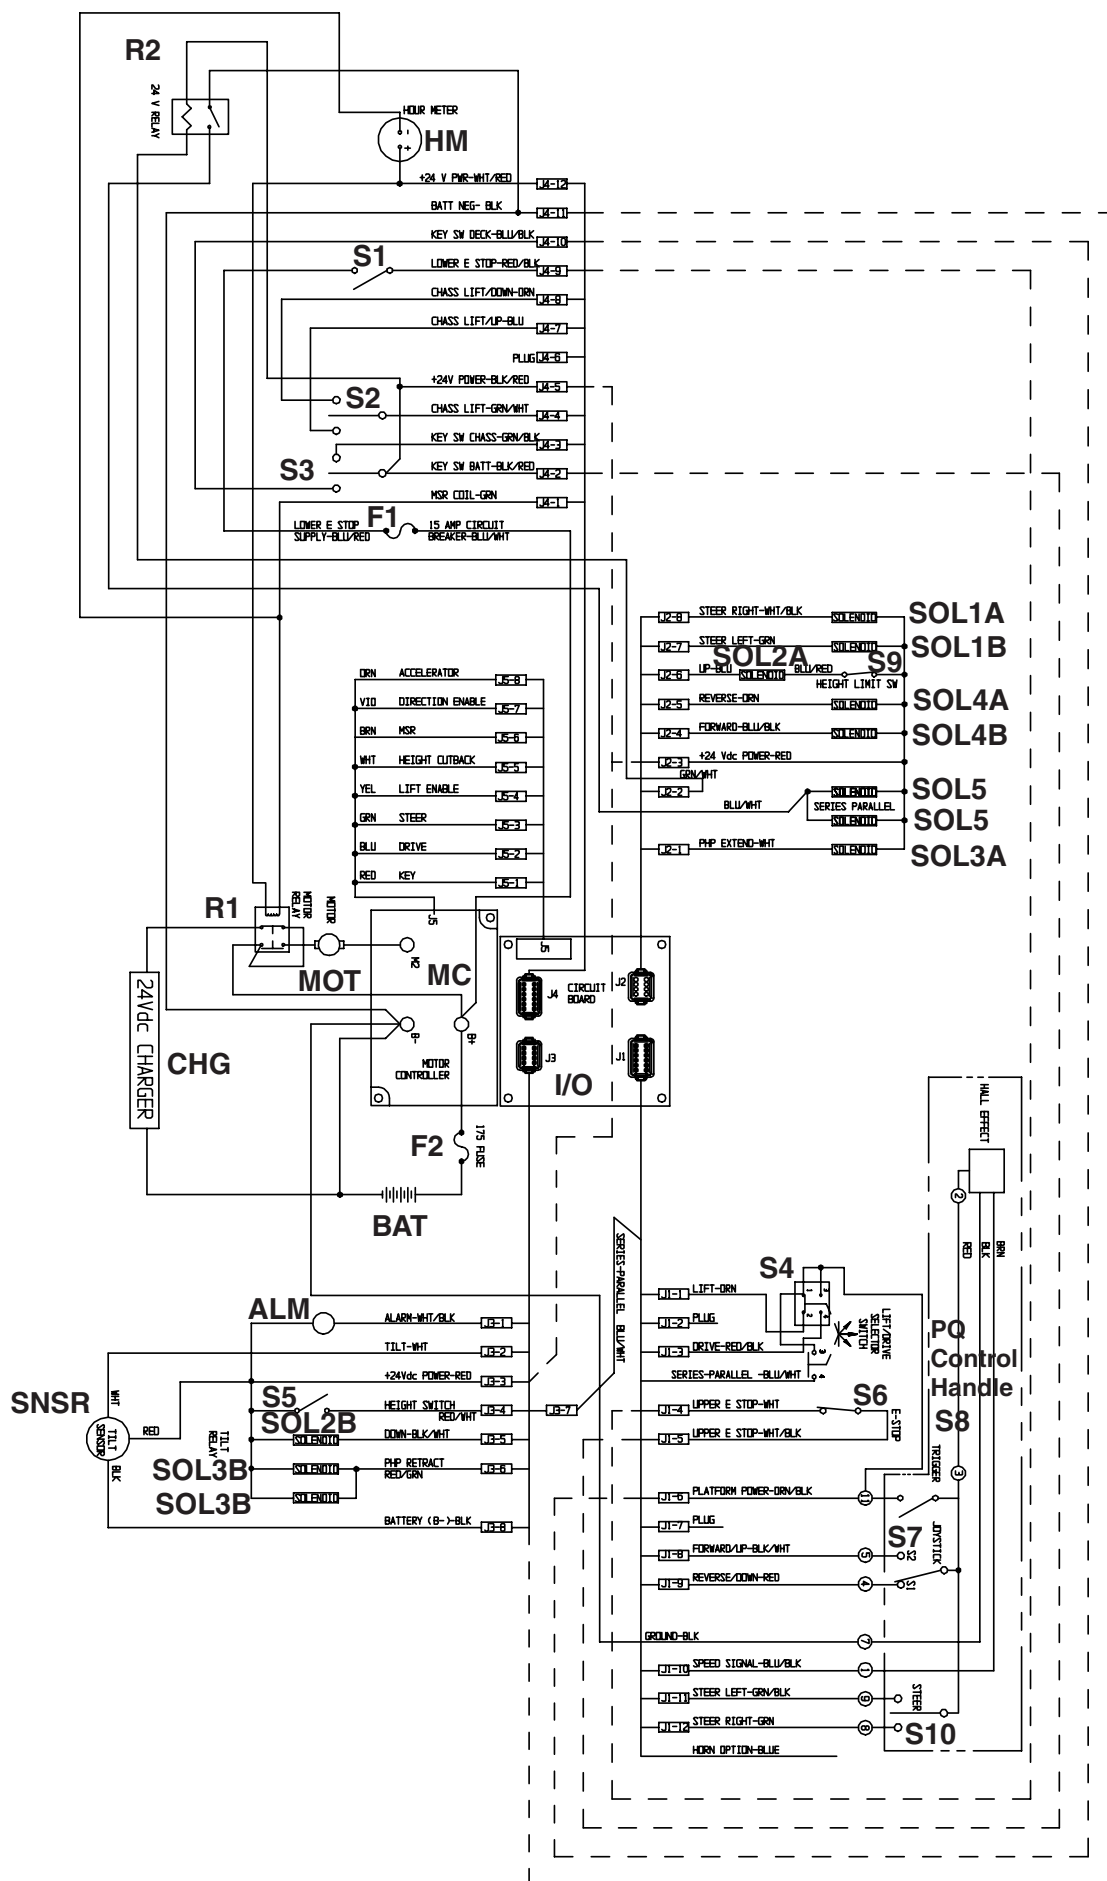 R2
24 V RELAY
HOUR METER
- +
HM
+24 V PWR-WHT/RED J4-12
BATT NEG- BLK J4-11
KEY SW DECK-BLU/BLK J4-10
S1
LOWER E STOP-RED/BLK J4-9
CHASS LIFT/DOWN-ORN J4-8
CHASS LIFT/UP-BLU J4-7
PLUG J4-6
+24V POWER-BLK/RED J4-5
S2
CHASS LIFT-GRN/WHT J4-4
KEY SW CHASS-GRN/BLK J4-3
S3
KEY SW BATT-BLK/RED J4-2
MSR COIL-GRN J4-1
F1
LOWER E STOP
SUPPLY-BLU/RED
15 AMP CIRCUIT
BREAKER-BLU/WHT
J2-8 STEER RIGHT-WHT/BLK SOLENOID SOL1A
J2-7 STEER LEFT-GRN SOLENOID SOL1B
SOL2A
J2-6 UP-BLU SOLENOID BLU/RED S9
HEIGHT LIMIT SW
J2-5 REVERSE-ORN SOLENOID SOL4A
J2-4 FORWARD-BLU/BLK SOLENOID SOL4B
J2-3 +24 Vdc POWER-RED
GRN/WHT
J2-2 SOLENOID SOL5
BLU/WHT SERIES PARALLEL
SOLENOID SOL5
J2-1 PHP EXTEND-WHT SOLENOID SOL3A
ORN ACCELERATOR J5-8
VIO DIRECTION ENABLE J5-7
BRN MSR J5-6
WHT HEIGHT CUTBACK J5-5
YEL LIFT ENABLE J5-4
GRN STEER J5-3
BLU DRIVE J5-2
RED KEY J5-1
R1
MOTOR
RELAY
MOTOR
MOT
J5
M2
MC
B-
B+
MOTOR
CONTROLLER
J5
J4
CIRCUIT
BOARD
J2
J3
J1
I/O
24Vdc CHARGER
CHG
F2
175 FUSE
BAT
HALL EFFECT
2
RED
BLK
BRN
SERIES-PARALLEL BLU/WHT
S4
1 3
2 4
LIFT/DRIVE
SELECTOR
SWITCH
J1-1 LIFT-ORN
J1-2 PLUG
J1-3 DRIVE-RED/BLK
3
SERIES-PARALLEL -BLU/WHT
4
PQ
Control
Handle
ALM
ALARM-WHT/BLK J3-1
TILT-WHT J3-2
+24Vdc POWER-RED J3-3
S5
HEIGHT SWITCH J3-4
RED/WHT
J3-7
SOL2B
SOLENOID DOWN-BLK/WHT J3-5
SOL3B
SOLENOID PHP RETRACT J3-6
RED/GRN
SOL3B
SOLENOID
BATTERY (B-)-BLK J3-8
TILT
RELAY
SNSR
WHT
TILT
SENSOR
RED
BLK
J1-4 UPPER E STOP-WHT
S6
E-STOP
J1-5 UPPER E STOP-WHT/BLK
S8
TRIGGER
3
J1-6 PLATFORM POWER-ORN/BLK 11
J1-7 PLUG
S7
JOYSTICK
J1-8 FORWARD/UP-BLK/WHT 5 S2
J1-9 REVERSE/DOWN-RED 4 S1
GROUND-BLK 7
J1-10 SPEED SIGNAL-BLU/BLK 1
J1-11 STEER LEFT-GRN/BLK 9
STEER
J1-12 STEER RIGHT-GRN 8
S10
HORN OPTION-BLUE